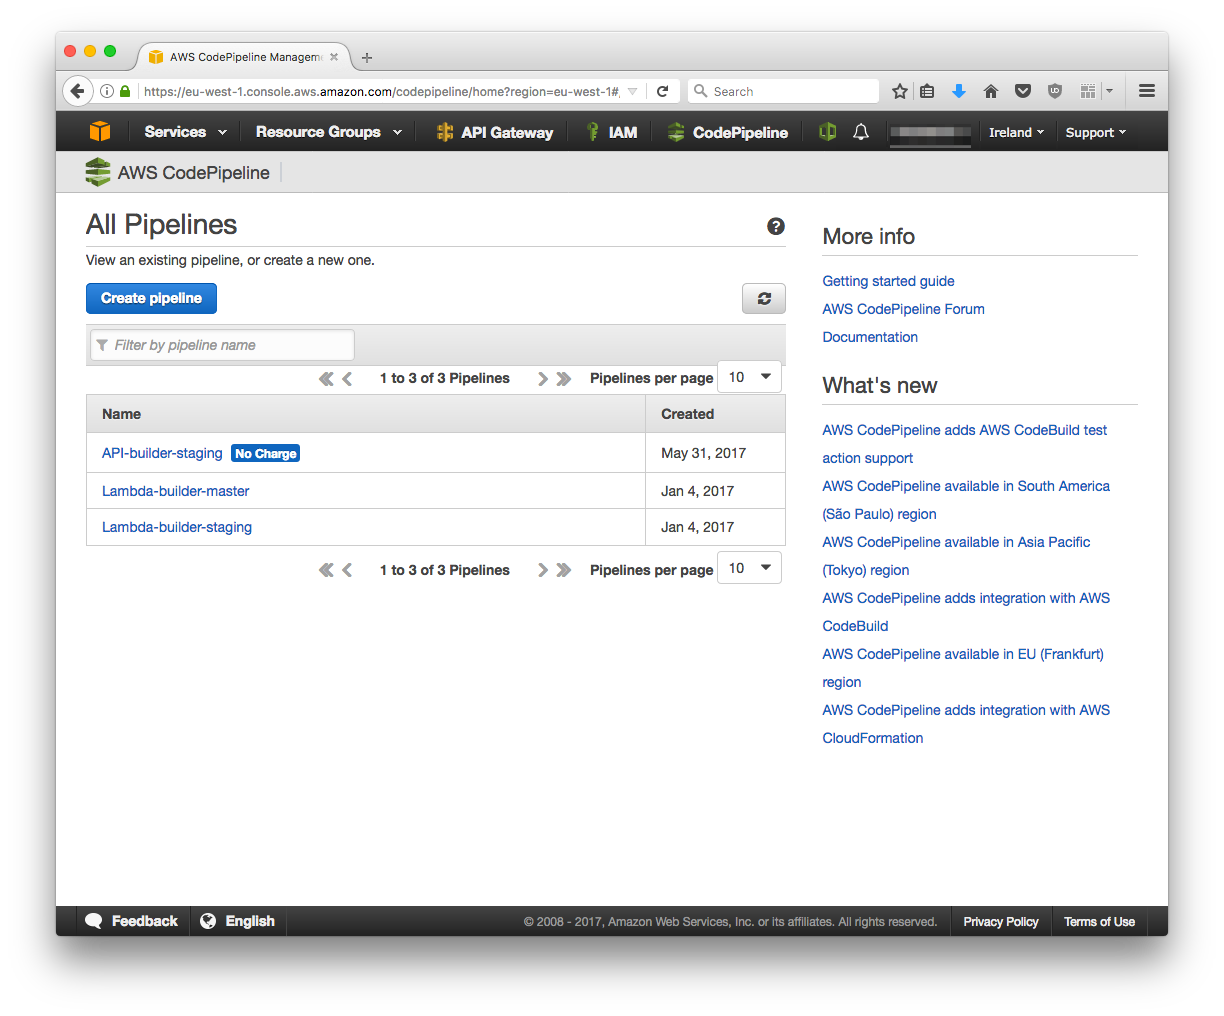 AWS CodePipeline Manageme
https://eu-west-1.console.aws.amazon.com/codepipeline/home?region=eu-west-1#
Search
Services
Resource Groups
API Gateway
IAM
CodePipeline
Ireland
Support
AWS CodePipeline
All Pipelines
View an existing pipeline, or create a new one.
Create pipeline
Filter by pipeline name
1 to 3 of 3 Pipelines
Pipelines per page
10
Name
Created
API-builder-staging No Charge
May 31, 2017
Lambda-builder-master
Jan 4, 2017
Lambda-builder-staging
Jan 4, 2017
1 to 3 of 3 Pipelines
Pipelines per page
10
More info
Getting started guide
AWS CodePipeline Forum
Documentation
What's new
AWS CodePipeline adds AWS CodeBuild test
action support
AWS CodePipeline available in South America
(São Paulo) region
AWS CodePipeline available in Asia Pacific
(Tokyo) region
AWS CodePipeline adds integration with AWS
CodeBuild
AWS CodePipeline available in EU (Frankfurt)
region
AWS CodePipeline adds integration with AWS
CloudFormation
Feedback
English
© 2008 - 2017, Amazon Web Services, Inc. or its affiliates. All rights reserved.
Privacy Policy
Terms of Use